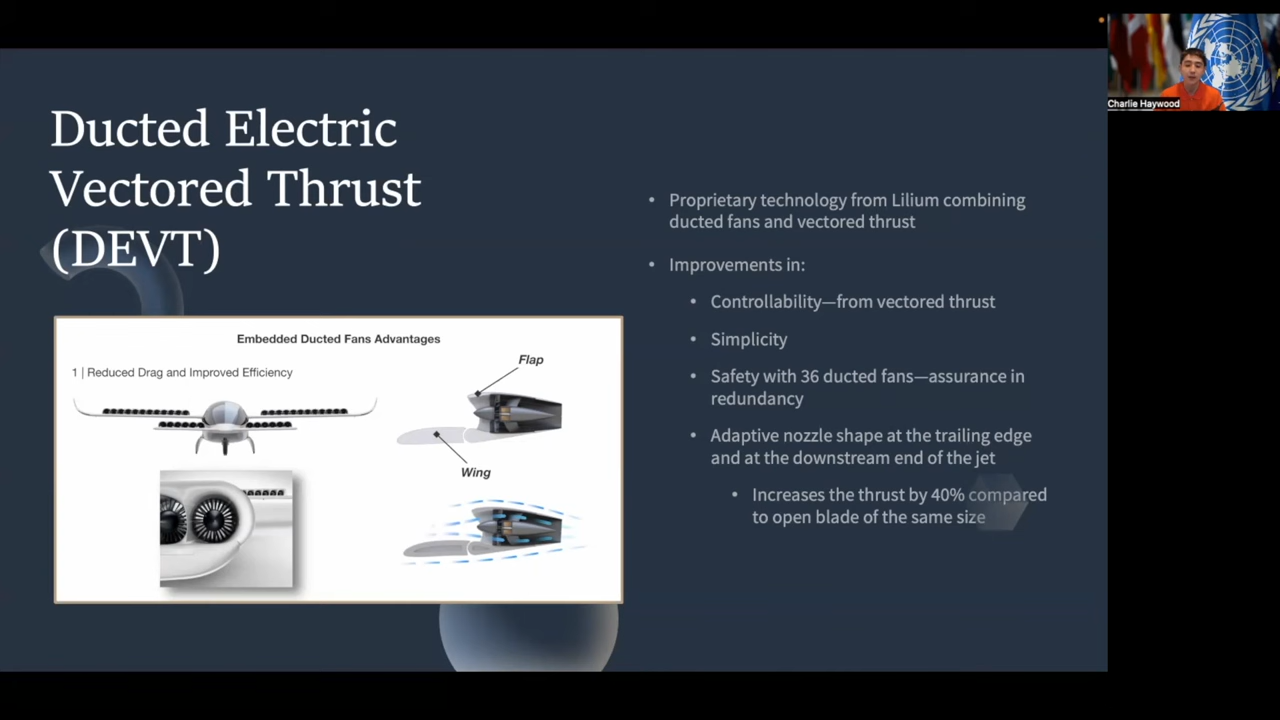 Ducted Electric
Vectored Thrust
(DEVT)
Embedded Ducted Fans Advantages
1 | Reduced Drag and Improved Efficiency
Flap
Wing
• Proprietary technology from Lilium combining
ducted fans and vectored thrust
• Improvements in:
• Controllability—from vectored thrust
• Simplicity
• Safety with 36 ducted fans—assurance in
redundancy
• Adaptive nozzle shape at the trailing edge
and at the downstream end of the jet
• Increases the thrust by 40% compared
to open blade of the same size
Charlie Haywood